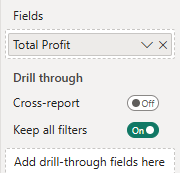 Fields
Total Profit
Drill through
Cross-report Off
Keep all filters On
Add drill-through fields here